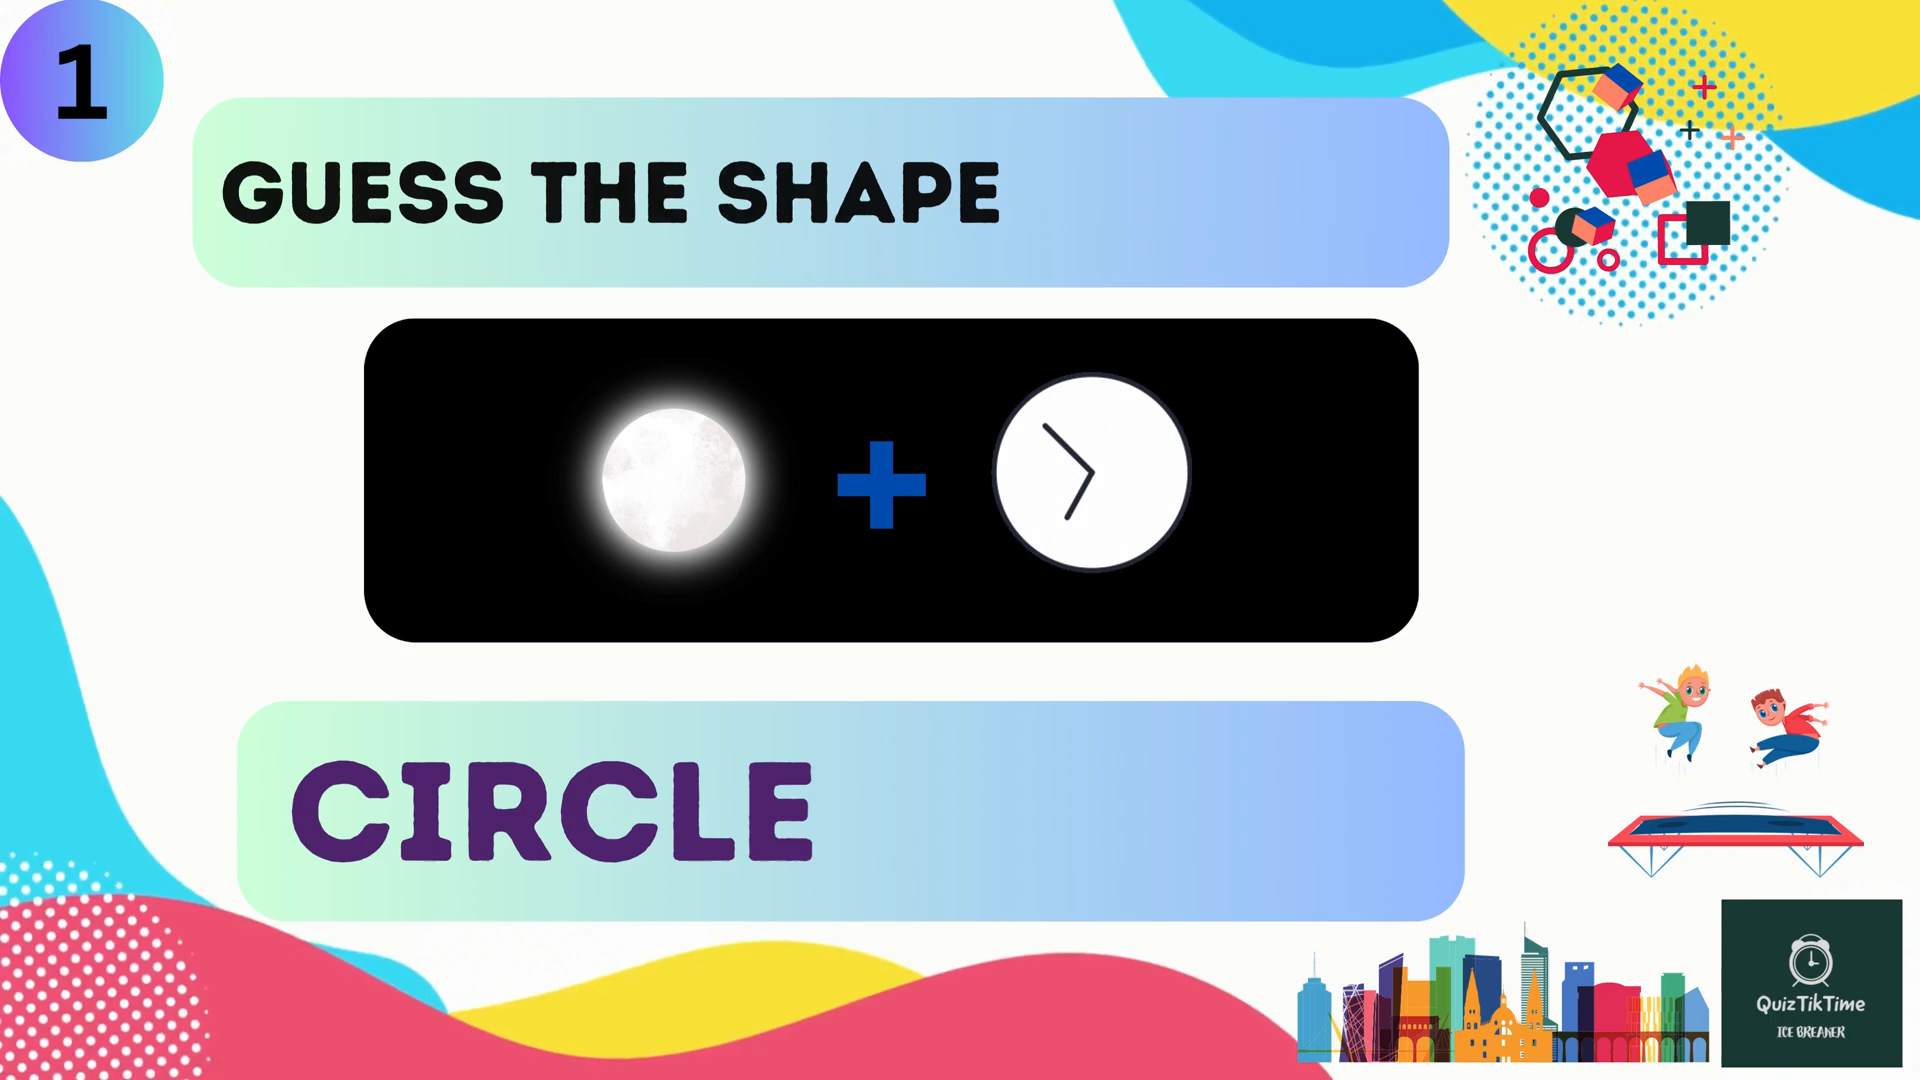 1
GUESS THE SHAPE
CIRCLE
QuizTikTime
ICE BREAKER